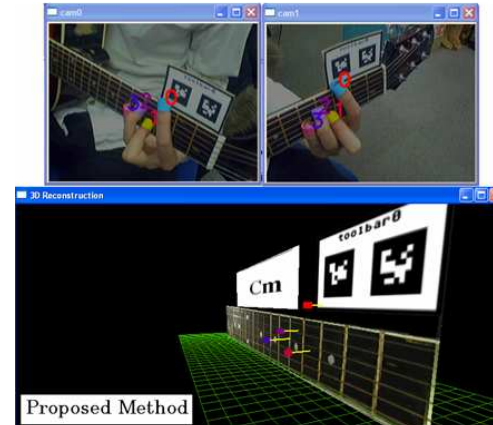 cam0
cam1
3D Reconstruction
toolbar0
Cm
Proposed Method